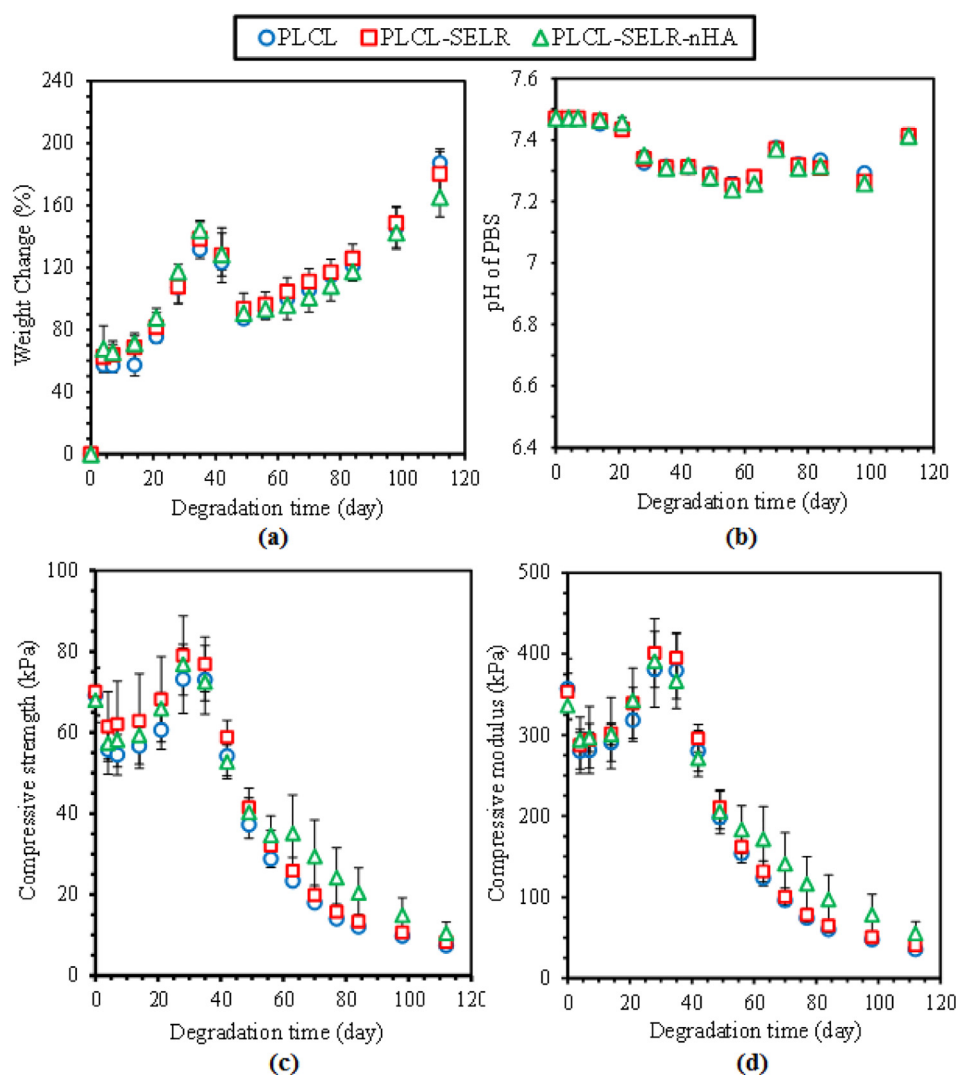 PLCL PLCL-SELR PLCL-SELR-nHA
240
200
160
120
80
40
0
Weight Change (%)
0 20 40 60 80 100 120
Degradation time (day)
(a)
7.6
7.4
7.2
7
6.8
6.6
6.4
pH of PBS
0 20 40 60 80 100 120
Degradation time (day)
(b)
100
80
60
40
20
0
Compressive strength (kPa)
0 20 40 60 80 100 120
Degradation time (day)
(c)
500
400
300
200
100
0
Compressive modulus (kPa)
0 20 40 60 80 100 120
Degradation time (day)
(d)